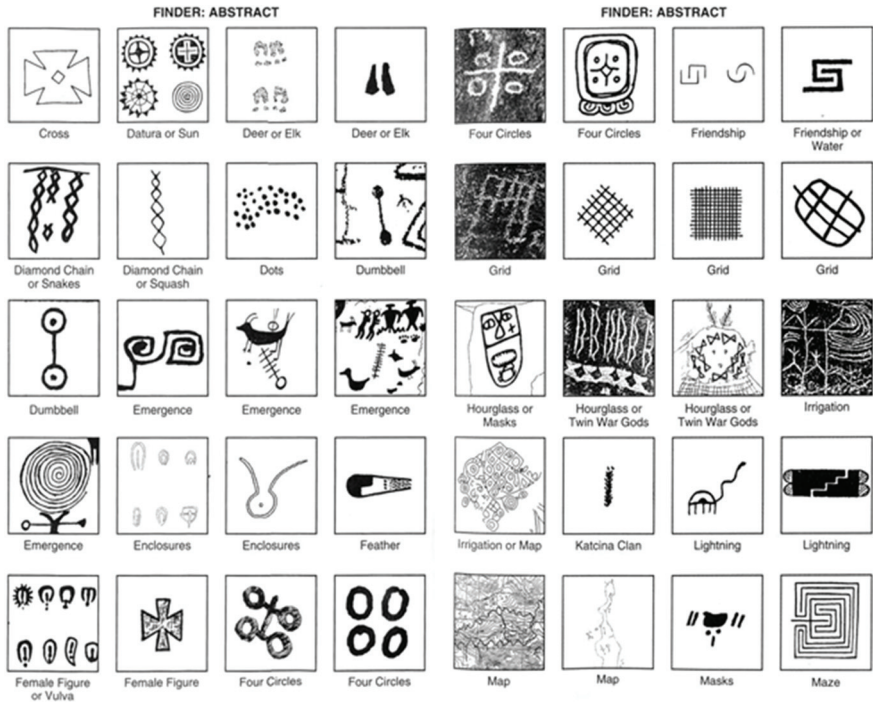 FINDER: ABSTRACT
Cross
Datura or Sun
Deer or Elk
Deer or Elk
Diamond Chain
or Snakes
Diamond Chain
or Squash
Dots
Dumbbell
Dumbbell
Emergence
Emergence
Emergence
Emergence
Enclosures
Enclosures
Feather
Female Figure
or Vulva
Female Figure
Four Circles
Four Circles
FINDER: ABSTRACT
Four Circles
Four Circles
Friendship
Friendship or
Water
Grid
Grid
Grid
Grid
Hourglass or
Masks
Hourglass or
Twin War Gods
Hourglass or
Twin War Gods
Irrigation
Irrigation or Map
Katcina Clan
Lightning
Lightning
Map
Map
Masks
Maze